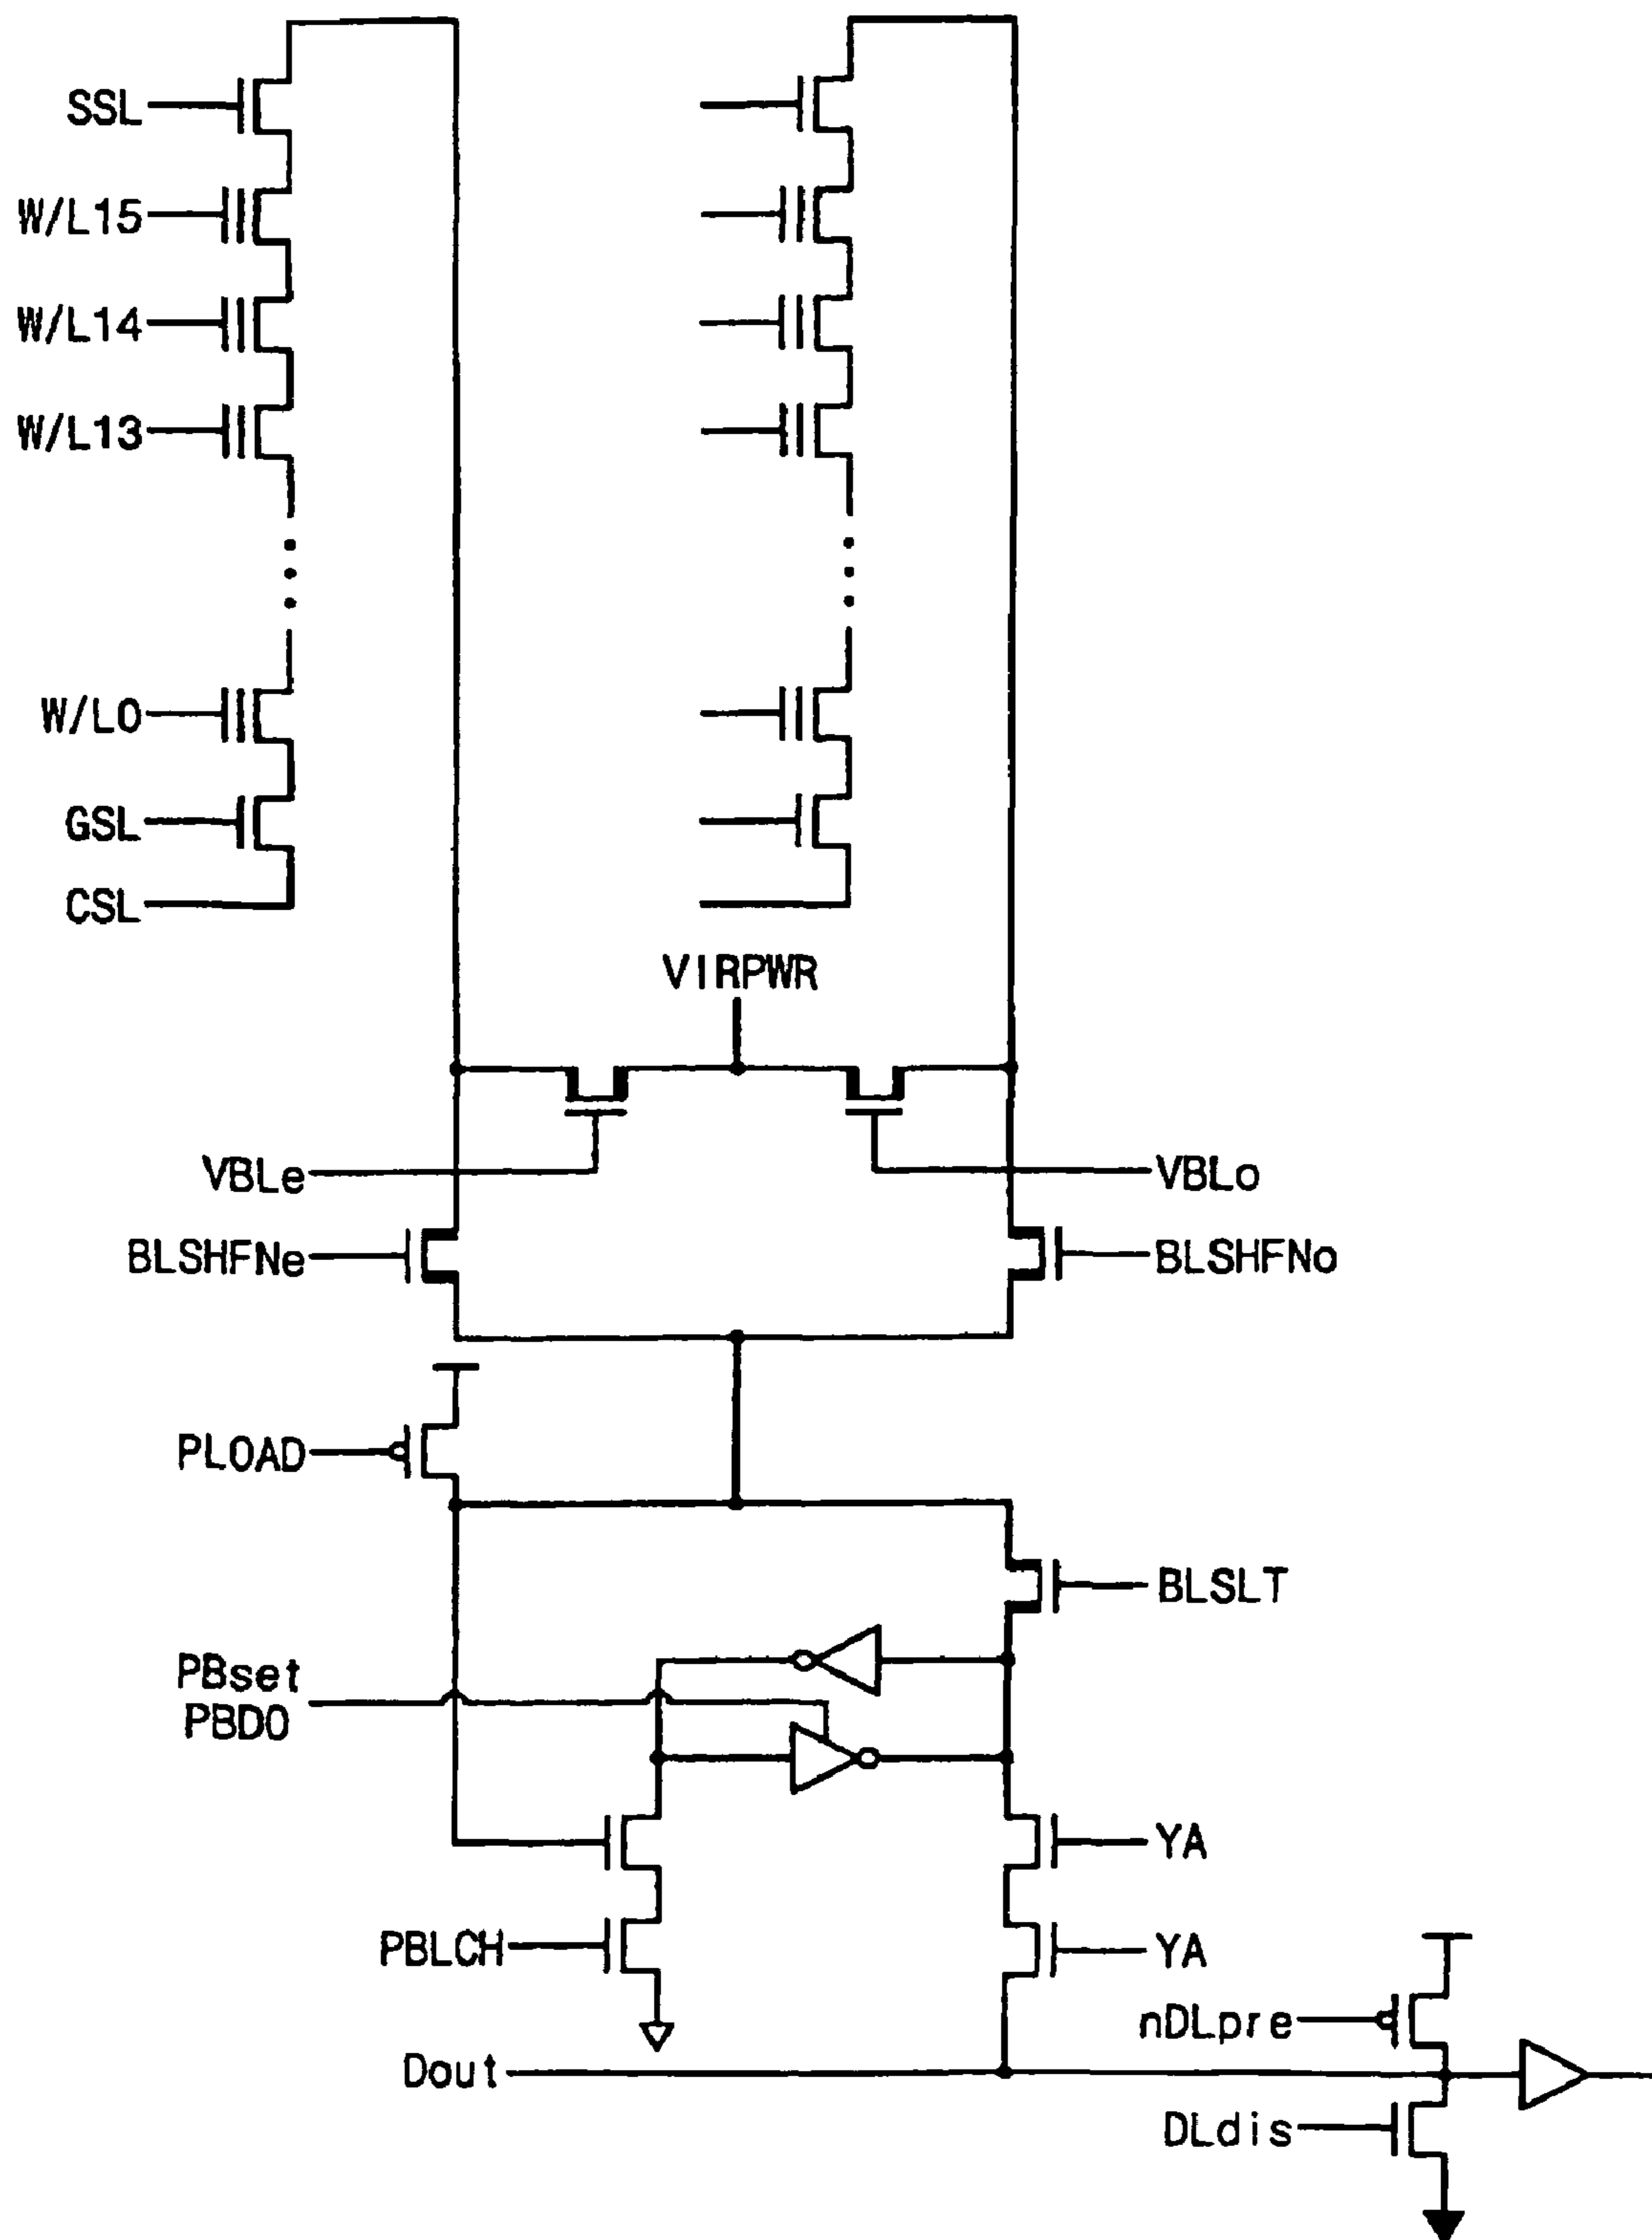 SSL
W/L15
W/L14
W/L13
W/L0
GSL
CSL
VIRPWR
VBLe
VBLo
BLSHFNe
BLSHFNo
PLOAD
BLSLT
PBset
PBDO
YA
PBLCH
YA
nDLpre
Dout
DLdis